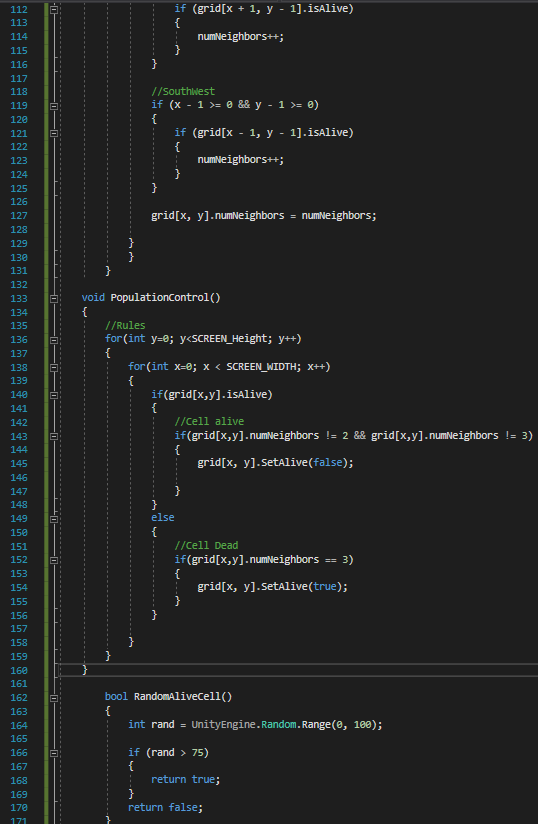 112 if (grid[x + 1, y - 1].isAlive)
113 {
114 numNeighbors++;
115 }
116 }
117
118 //SouthWest
119 if (x - 1 >= 0 && y - 1 >= 0)
120 {
121 if (grid[x - 1, y - 1].isAlive)
122 {
123 numNeighbors++;
124 }
125 }
126
127 grid[x, y].numNeighbors = numNeighbors;
128
129 }
130 }
131 }
132
133 void PopulationControl()
134 {
135 //Rules
136 for(int y=0; y<SCREEN_Height; y++)
137 {
138 for(int x=0; x < SCREEN_WIDTH; x++)
139 {
140 if(grid[x,y].isAlive)
141 {
142 //Cell alive
143 if(grid[x,y].numNeighbors != 2 && grid[x,y].numNeighbors != 3)
144 {
145 grid[x, y].SetAlive(false);
146
147 }
148 }
149 else
150 {
151 //Cell Dead
152 if(grid[x,y].numNeighbors == 3)
153 {
154 grid[x, y].SetAlive(true);
155 }
156 }
157
158 }
159 }
160 }
161
162 bool RandomAliveCell()
163 {
164 int rand = UnityEngine.Random.Range(0, 100);
165
166 if (rand > 75)
167 {
168 return true;
169 }
170 return false;
171 }